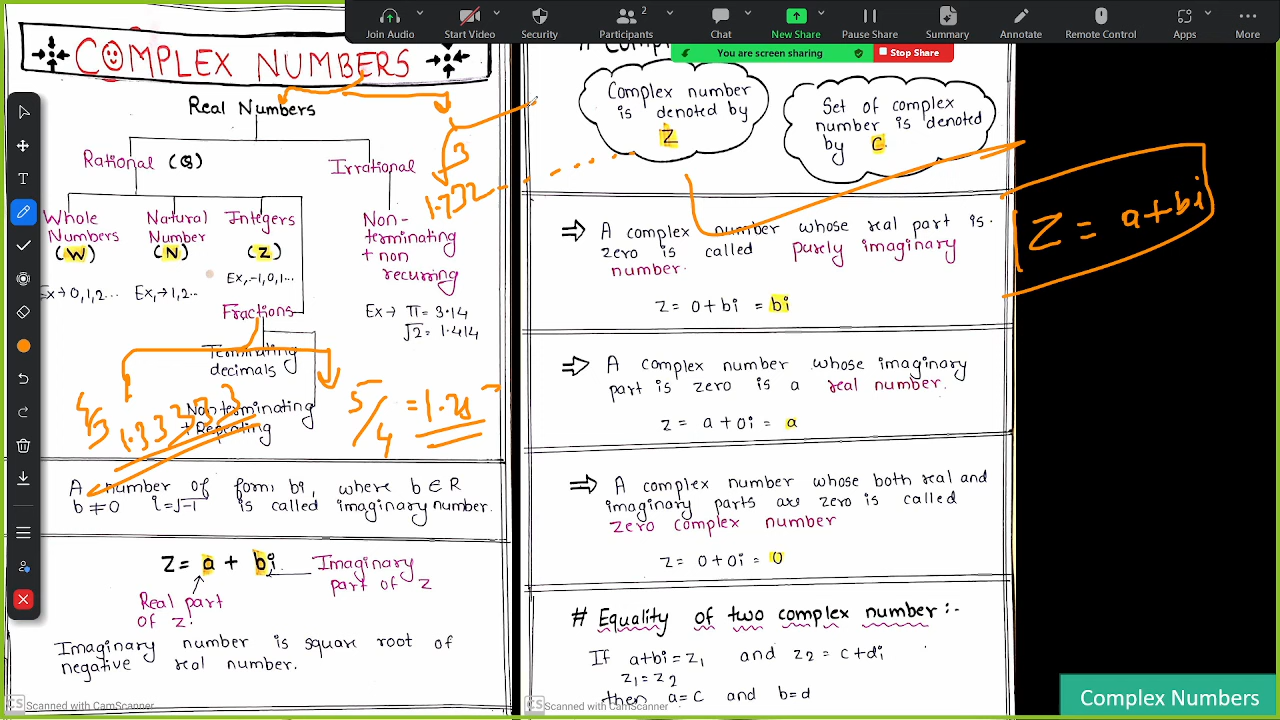 Join Audio
Start Video
Security
Participants
2
Chat
New Share
Pause Share
Summary
Annotate
Remote Control
Apps
More
You are screen sharing
Stop Share
COMPLEX NUMBERS
Real Numbers
Rational (Q)
Irrational
Whole Numbers (W)
Natural Number (N)
Integers (Z)
Ex→0,1,2...
Ex,→1,2...
Ex,-1,0,1...
Non-
terminating
+ non
recurring
Ex→ π = 3.14
√2 = 1.414
Fractions
Terminating
decimals
Non terminating
+ Repeating
4/3
1.33 3333
5/4 = 1.25
3
1.732
A number of form bi, where b ∈ R
b ≠ 0 i=√-1 is called imaginary number.
Z = a + bi
Imaginary
part of Z
Real part
of Z.
Imaginary number is square root of
negative real number.
CS Scanned with CamScanner
Complex number
is denoted by
Z
Set of complex
number is denoted
by C.
⇒ A complex number whose real part is
zero is called purely imaginary
number.
Z = 0 + bi = bi
⇒ A complex number whose imaginary
part is zero is a real number.
Z = a + 0i = a
⇒ A complex number whose both real and
imaginary parts are zero is called
Zero complex number
Z = 0 + 0i = 0
# Equality of two complex number :-
If a+bi = z₁ and z₂ = c+di
z₁ = z₂
then a=c and b=d
CS Scanned with CamScanner
Z = a+bi
Complex Numbers